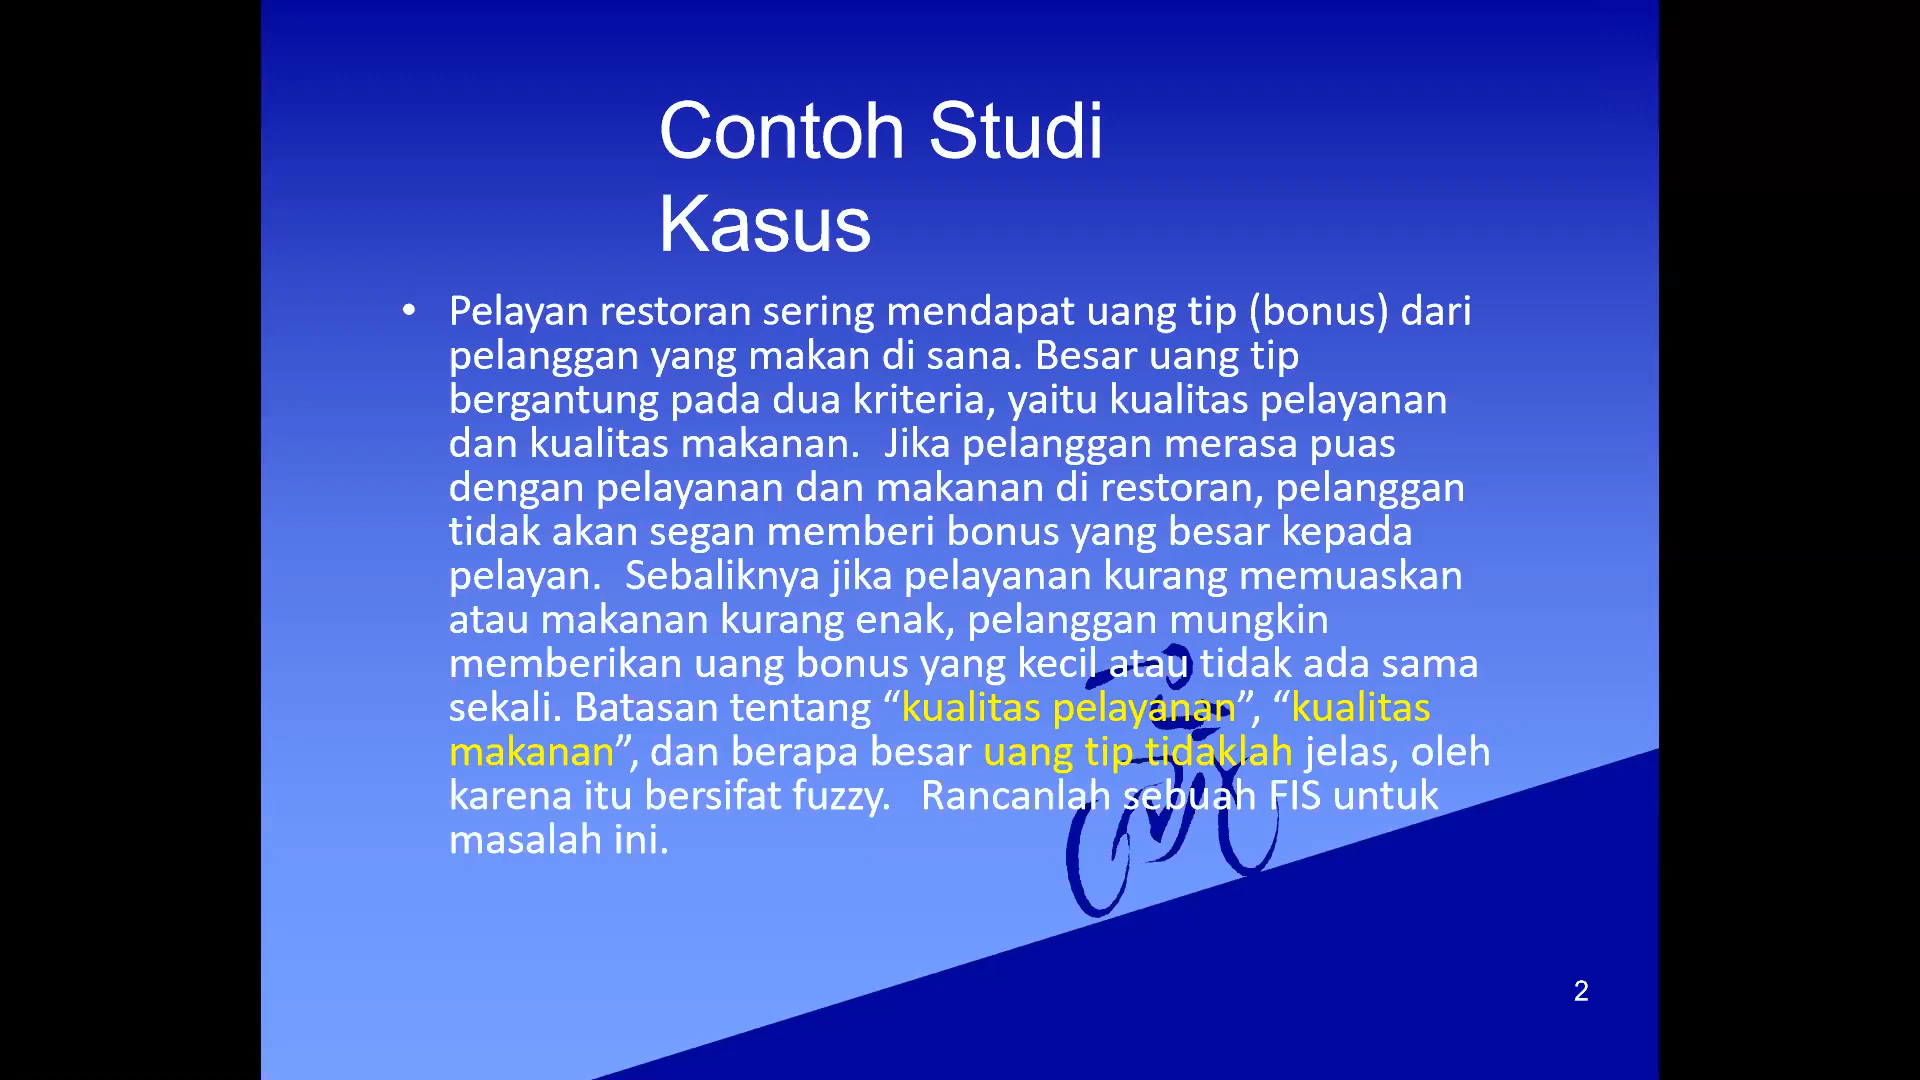 Contoh Studi
Kasus
• Pelayan restoran sering mendapat uang tip (bonus) dari
pelanggan yang makan di sana. Besar uang tip
bergantung pada dua kriteria, yaitu kualitas pelayanan
dan kualitas makanan.  Jika pelanggan merasa puas
dengan pelayanan dan makanan di restoran, pelanggan
tidak akan segan memberi bonus yang besar kepada
pelayan.  Sebaliknya jika pelayanan kurang memuaskan
atau makanan kurang enak, pelanggan mungkin
memberikan uang bonus yang kecil atau tidak ada sama
sekali. Batasan tentang “kualitas pelayanan”, “kualitas
makanan”, dan berapa besar uang tip tidaklah jelas, oleh
karena itu bersifat fuzzy.   Rancanlah sebuah FIS untuk
masalah ini.
2